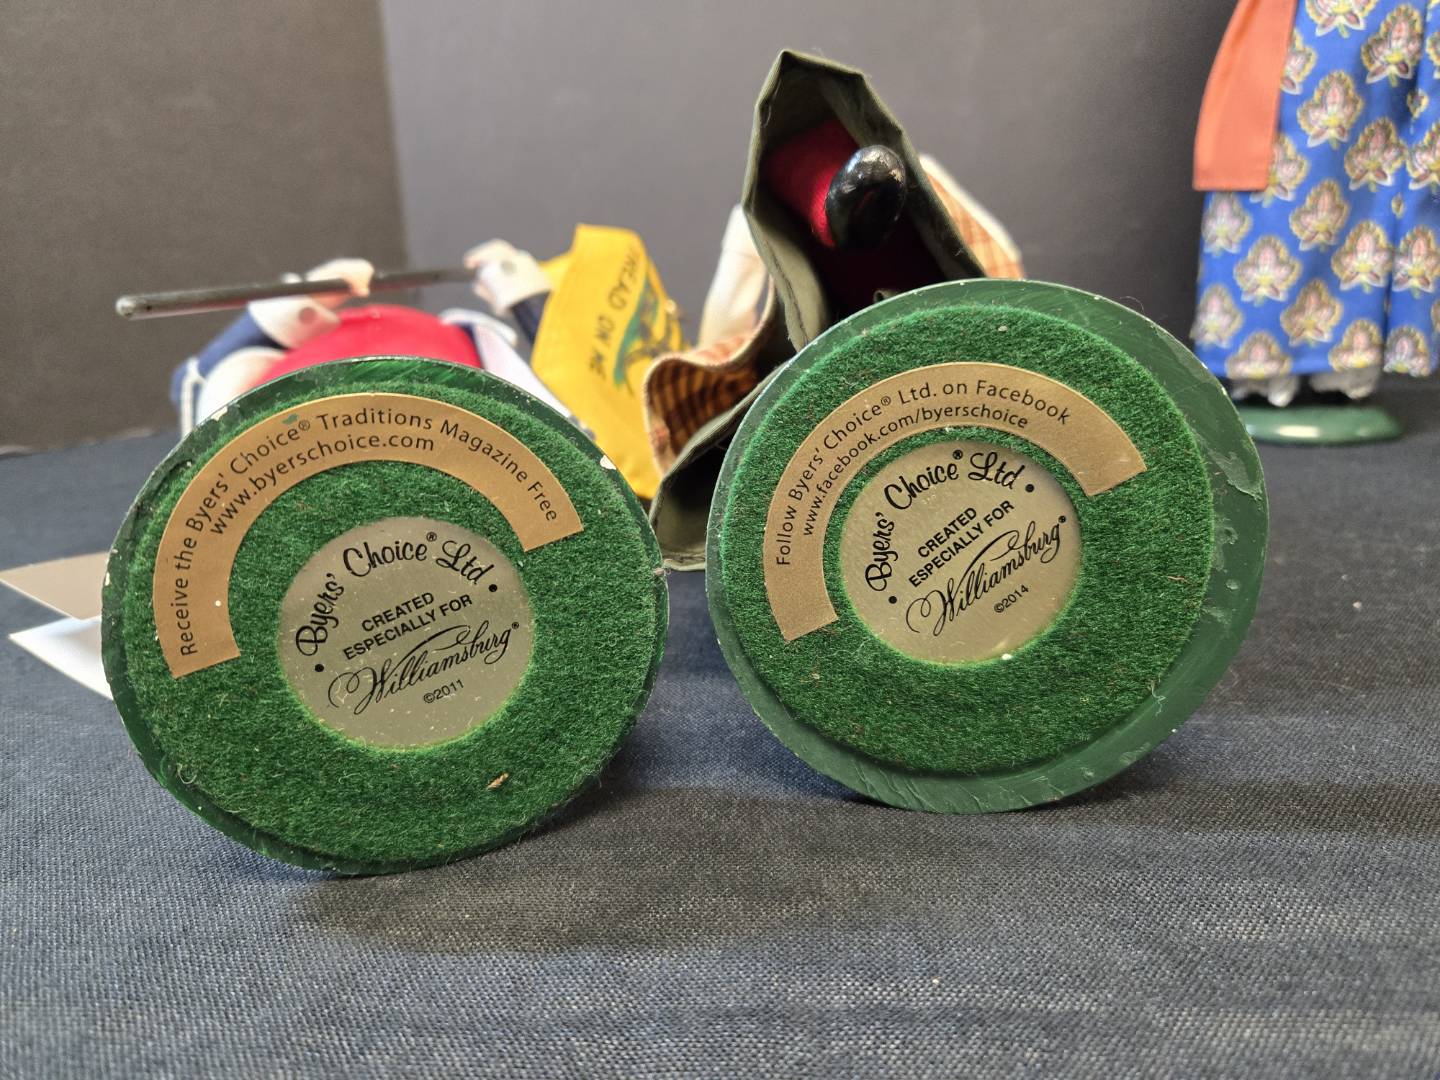 TREAD ON ME
Receive the Byers' Choice® Traditions Magazine Free
www.byerschoice.com
Byers' Choice® Ltd
CREATED
ESPECIALLY FOR
Williamsburg®
©2011
Follow Byers' Choice® Ltd. on Facebook
www.facebook.com/byerschoice
Byers' Choice® Ltd
CREATED
ESPECIALLY FOR
Williamsburg®
©2014